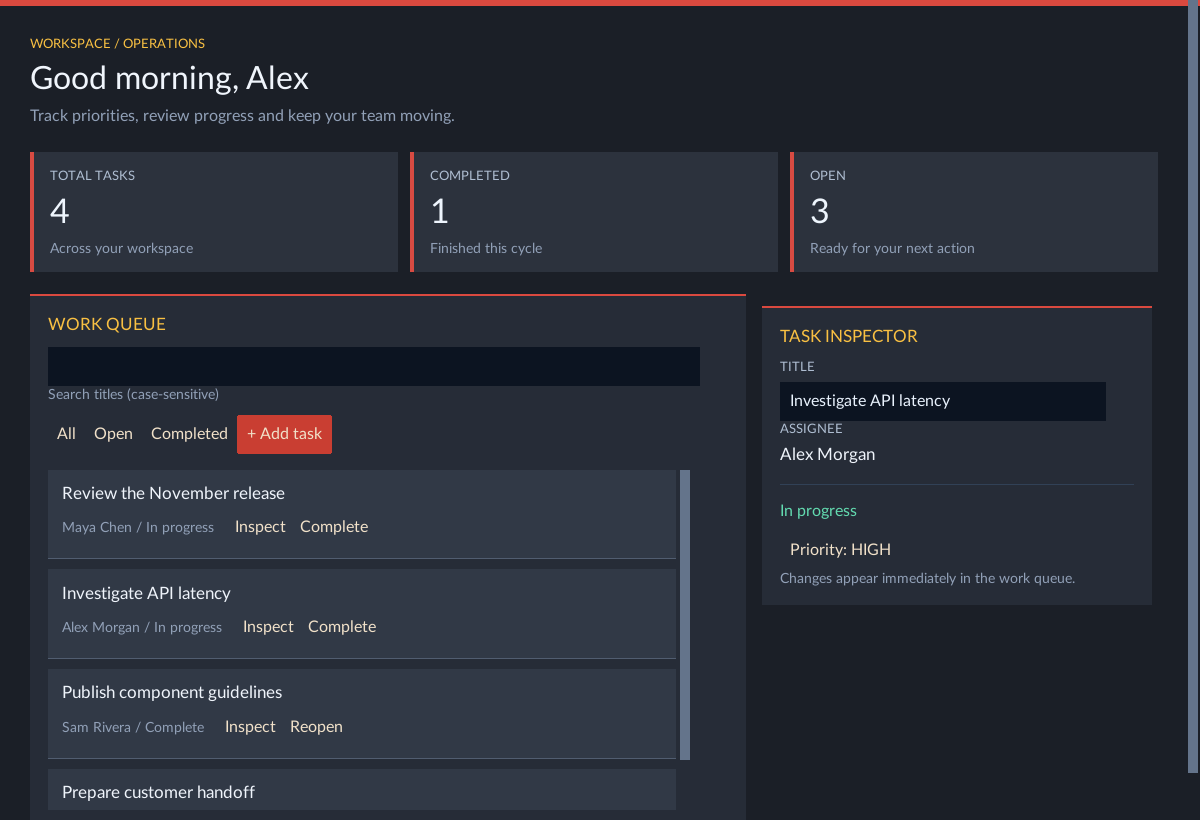 WORKSPACE / OPERATIONS
Good morning, Alex
Track priorities, review progress and keep your team moving.
TOTAL TASKS
4
Across your workspace
COMPLETED
1
Finished this cycle
OPEN
3
Ready for your next action
WORK QUEUE
Search titles (case-sensitive)
All Open Completed + Add task
Review the November release
Maya Chen / In progress Inspect Complete
Investigate API latency
Alex Morgan / In progress Inspect Complete
Publish component guidelines
Sam Rivera / Complete Inspect Reopen
Prepare customer handoff
TASK INSPECTOR
TITLE
Investigate API latency
ASSIGNEE
Alex Morgan
In progress
Priority: HIGH
Changes appear immediately in the work queue.